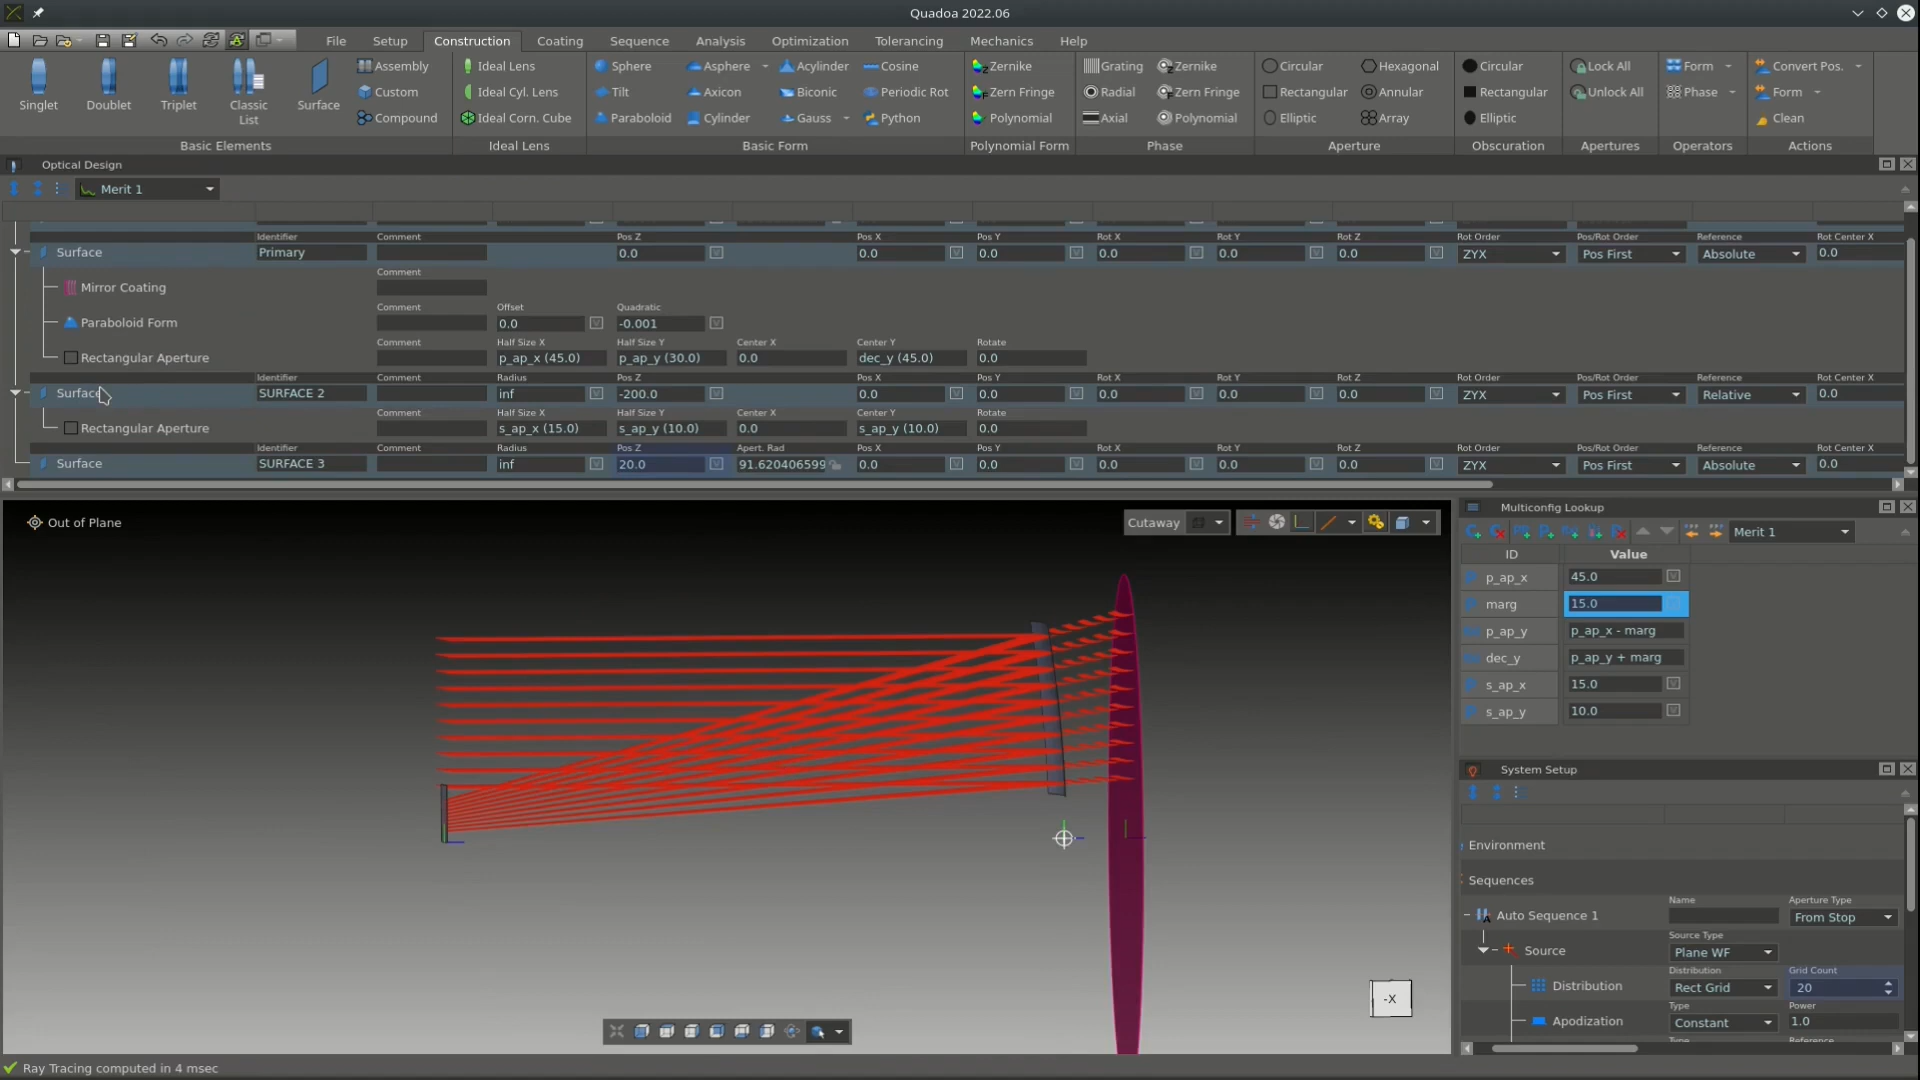 Quadoa 2022.06
File Setup Construction Coating Sequence Analysis Optimization Tolerancing Mechanics Help
Singlet Doublet Triplet Classic List Surface
Assembly
Custom
Compound
Basic Elements
Ideal Lens
Ideal Cyl. Lens
Ideal Corn. Cube
Ideal Lens
Sphere Asphere Acylinder Cosine
Tilt Axicon Biconic Periodic Rot
Paraboloid Cylinder Gauss Python
Basic Form
Zernike
Zern Fringe
Polynomial
Polynomial Form
Grating Zernike
Radial Zern Fringe
Axial Polynomial
Phase
Circular Hexagonal
Rectangular Annular
Elliptic Array
Aperture
Circular
Rectangular
Elliptic
Obscuration
Lock All
Unlock All
Apertures
Form
Phase
Operators
Convert Pos.
Form
Clean
Actions
Optical Design
Merit 1
Identifier Comment Pos Z Pos X Pos Y Rot X Rot Y Rot Z Rot Order Pos/Rot Order Reference Rot Center X
Surface Primary 0.0 0.0 0.0 0.0 0.0 0.0 ZYX Pos First Absolute 0.0
Comment
Mirror Coating
Comment Offset Quadratic
Paraboloid Form 0.0 -0.001
Comment Half Size X Half Size Y Center X Center Y Rotate
Rectangular Aperture p_ap_x (45.0) p_ap_y (30.0) 0.0 dec_y (45.0) 0.0
Identifier Comment Radius Pos Z Pos X Pos Y Rot X Rot Y Rot Z Rot Order Pos/Rot Order Reference Rot Center X
Surface SURFACE 2 inf -200.0 0.0 0.0 0.0 0.0 0.0 ZYX Pos First Relative 0.0
Comment Half Size X Half Size Y Center X Center Y Rotate
Rectangular Aperture s_ap_x (15.0) s_ap_y (10.0) 0.0 s_ap_y (10.0) 0.0
Identifier Comment Radius Pos Z Apert. Rad Pos X Pos Y Rot X Rot Y Rot Z Rot Order Pos/Rot Order Reference Rot Center X
Surface SURFACE 3 inf 20.0 91.620406599 0.0 0.0 0.0 0.0 0.0 ZYX Pos First Absolute 0.0
Out of Plane
Cutaway
-X
Multiconfig Lookup
Merit 1
ID Value
p_ap_x 45.0
marg 15.0
p_ap_y p_ap_x - marg
dec_y p_ap_y + marg
s_ap_x 15.0
s_ap_y 10.0
System Setup
Environment
Sequences
Name Aperture Type
Auto Sequence 1 From Stop
Source Type
Source Plane WF
Distribution Grid Count
Distribution Rect Grid 20
Type Power
Apodization Constant 1.0
Ray Tracing computed in 4 msec